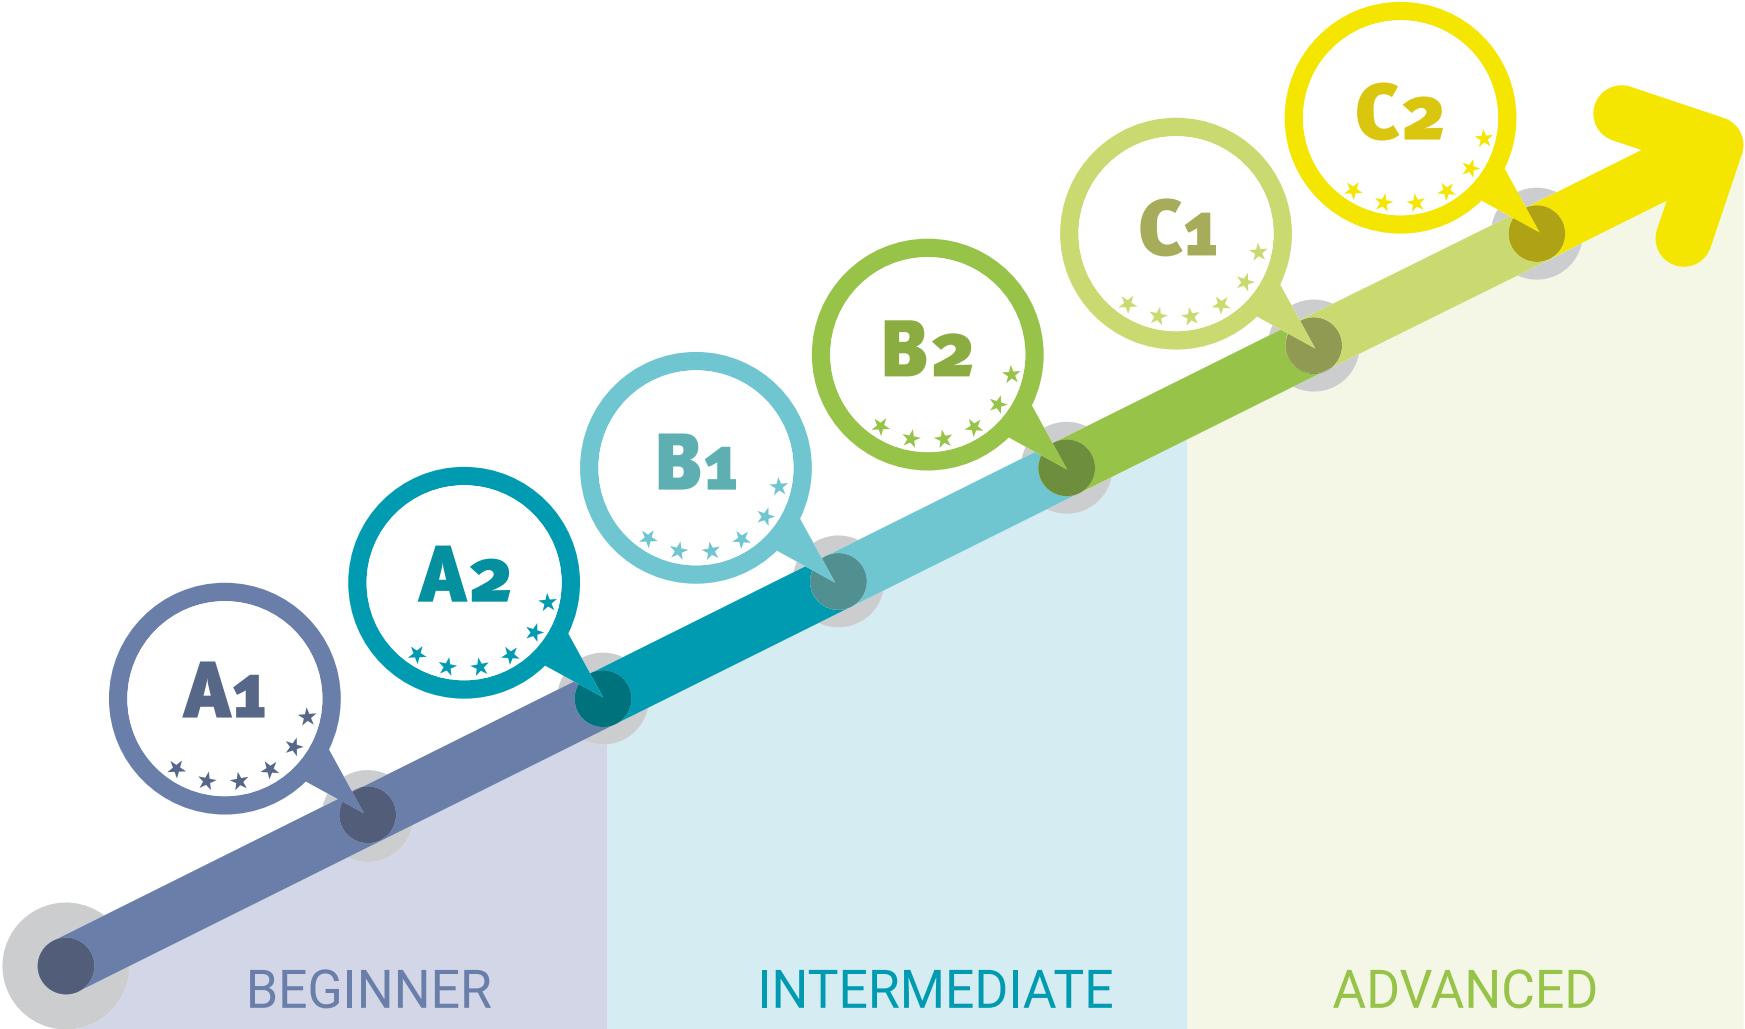 A1
A2
B1
B2
C1
C2
BEGINNER
INTERMEDIATE
ADVANCED